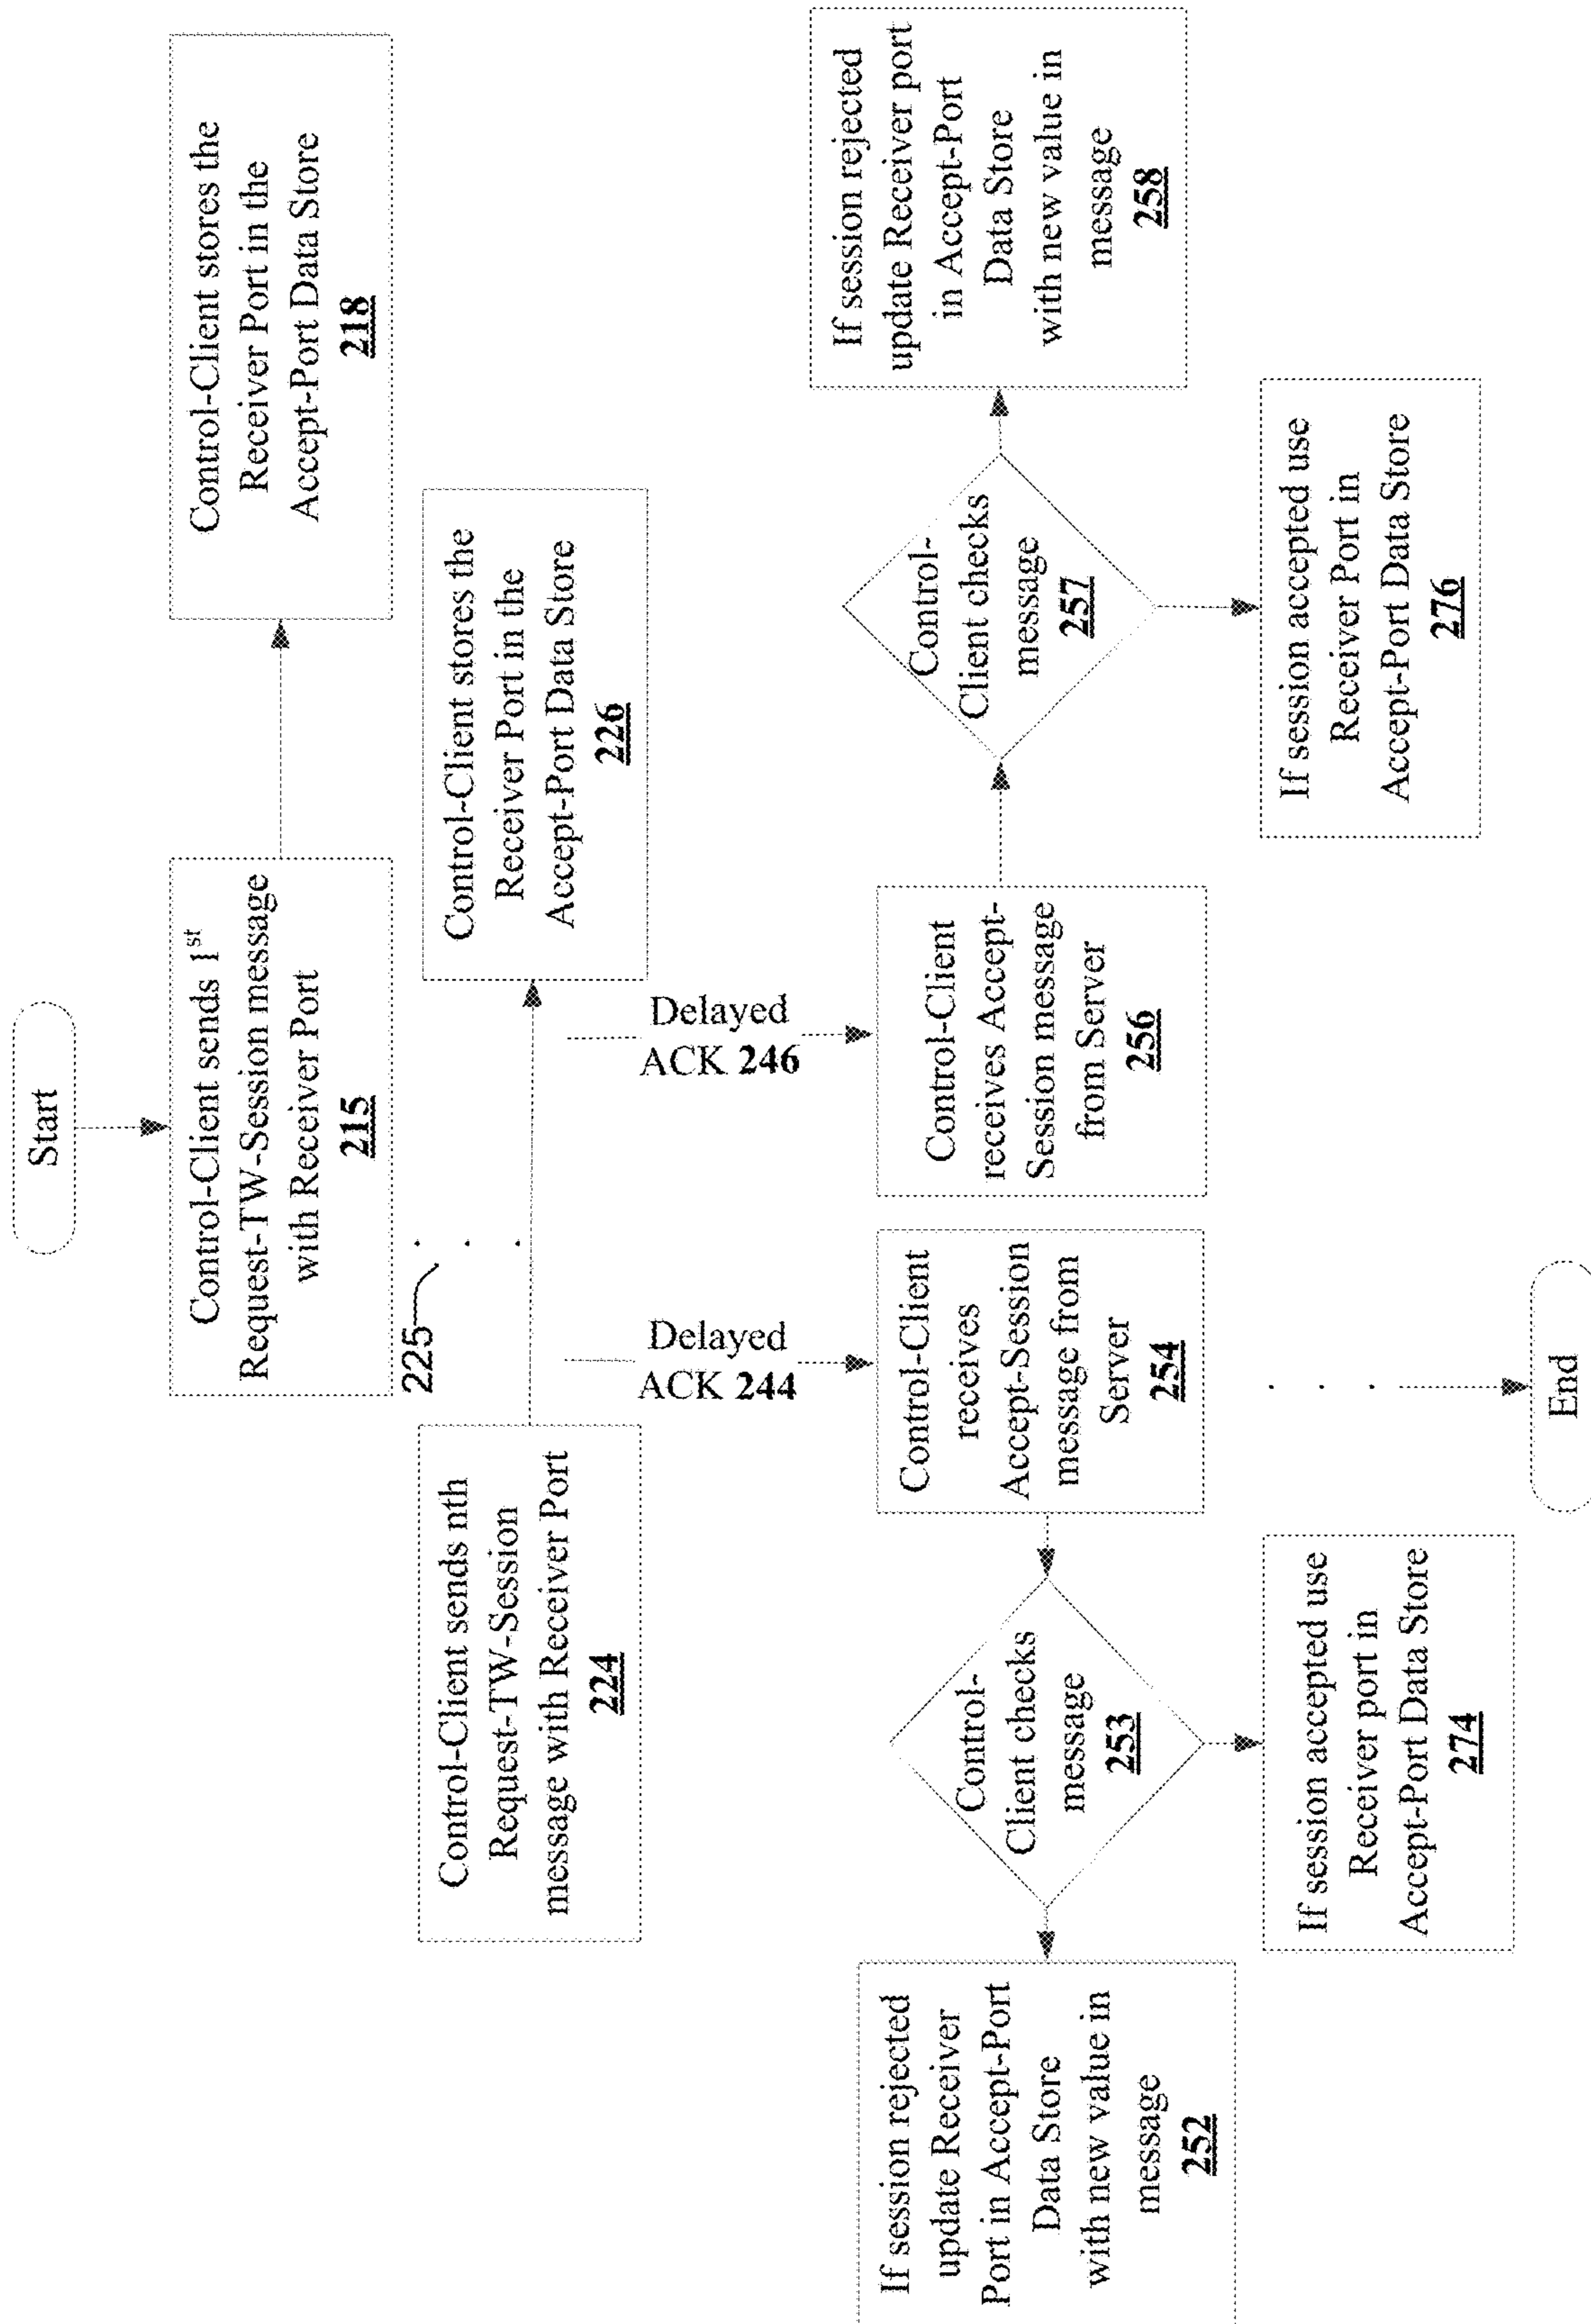 Start
Control-Client sends 1st
Request-TW-Session message
with Receiver Port
215
Control-Client stores the
Receiver Port in the
Accept-Port Data Store
218
225
Control-Client sends nth
Request-TW-Session
message with Receiver Port
224
Control-Client stores the
Receiver Port in the
Accept-Port Data Store
226
Delayed
ACK 244
Delayed
ACK 246
Control-Client
receives
Accept-Session
message from
Server
254
Control-Client
receives Accept-
Session message
from Server
256
Control-
Client checks
message
253
Control-
Client checks
message
257
If session rejected
update Receiver
Port in Accept-Port
Data Store
with new value in
message
252
If session rejected
update Receiver port
in Accept-Port
Data Store
with new value in
message
258
If session accepted use
Receiver port in
Accept-Port Data Store
274
If session accepted use
Receiver Port in
Accept-Port Data Store
276
End